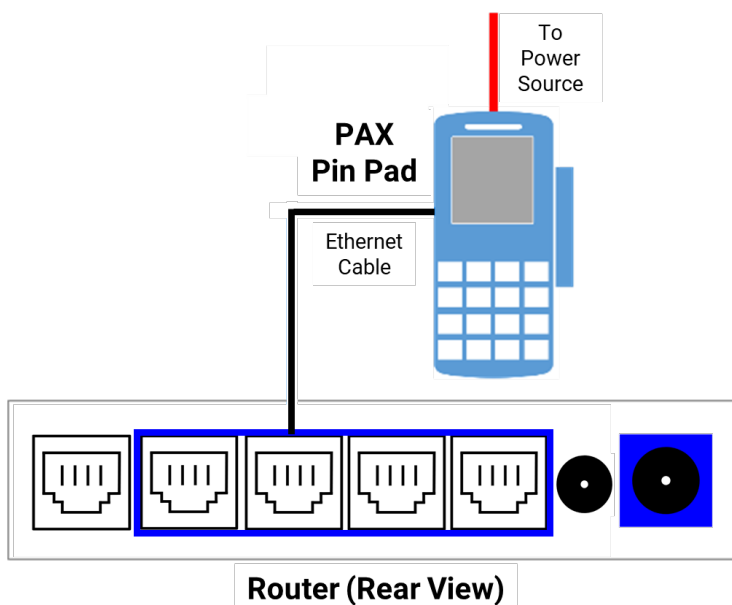 To
Power
Source
PAX
Pin Pad
Ethernet
Cable
Router (Rear View)